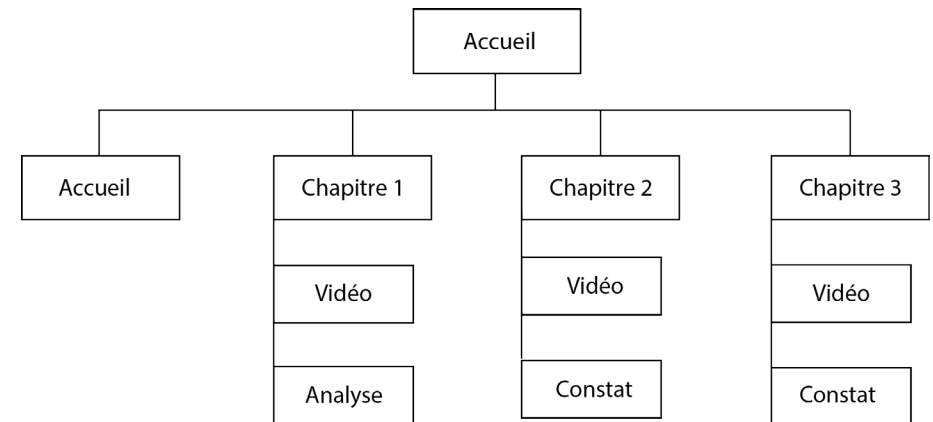 Accueil
Accueil
Chapitre 1
Chapitre 2
Chapitre 3
Vidéo
Vidéo
Vidéo
Analyse
Constat
Constat